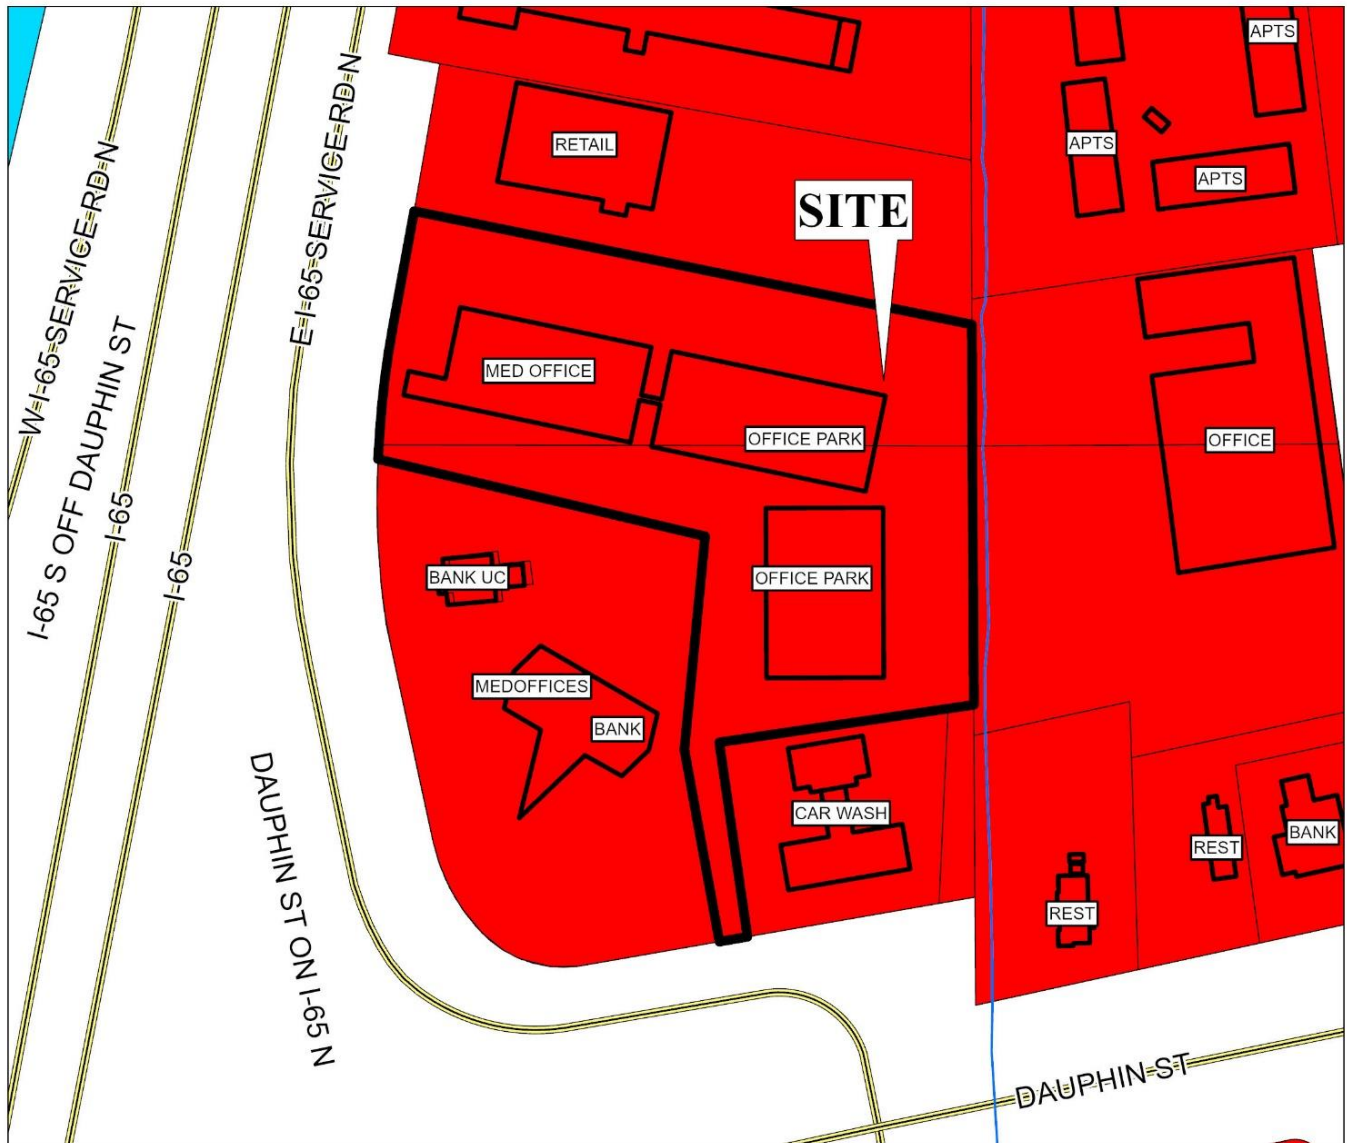 APTS
RETAIL
APTS
APTS
SITE
W-I-65-SERVICE-RD-N
E-I-65-SERVICE-RD-N
I-65 S OFF DAUPHIN ST
I-65
I-65
MED OFFICE
OFFICE PARK
OFFICE
BANK UC
OFFICE PARK
MEDOFFICES
BANK
CAR WASH
BANK
REST
REST
DAUPHIN ST ON I-65 N
DAUPHIN ST